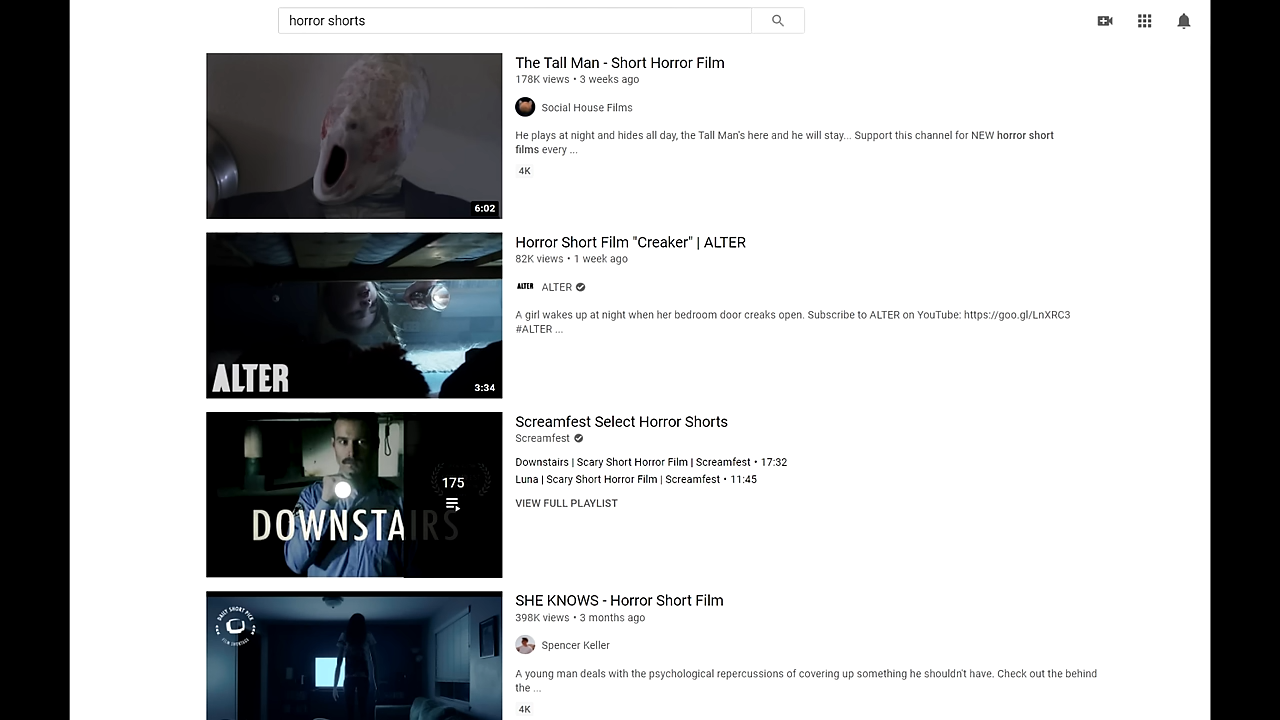 horror shorts
The Tall Man - Short Horror Film
178K views • 3 weeks ago
Social House Films
He plays at night and hides all day, the Tall Man's here and he will stay... Support this channel for NEW horror short
films every ...
4K
6:02
Horror Short Film "Creaker" | ALTER
82K views • 1 week ago
ALTER
ALTER
A girl wakes up at night when her bedroom door creaks open. Subscribe to ALTER on YouTube: https://goo.gl/LnXRC3
#ALTER ...
ALTER
3:34
Screamfest Select Horror Shorts
Screamfest
Downstairs | Scary Short Horror Film | Screamfest • 17:32
Luna | Scary Short Horror Film | Screamfest • 11:45
VIEW FULL PLAYLIST
175
DOWNSTAIRS
SHE KNOWS - Horror Short Film
398K views • 3 months ago
Spencer Keller
A young man deals with the psychological repercussions of covering up something he shouldn't have. Check out the behind
the ...
4K
DAILY SHORT PICK
FILM SHORTAGE